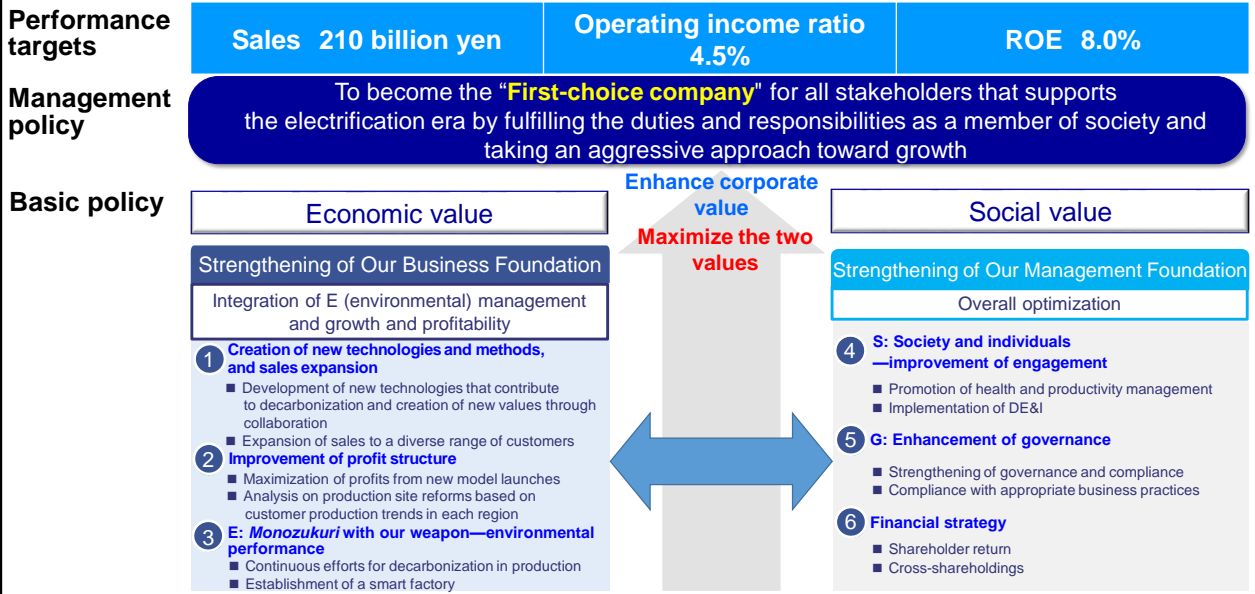 Performance
targets
Sales 210 billion yen
Operating income ratio
4.5%
ROE 8.0%
Management
policy
To become the “First-choice company" for all stakeholders that supports
the electrification era by fulfilling the duties and responsibilities as a member of society and
taking an aggressive approach toward growth
Basic policy
Economic value
Enhance corporate
value
Maximize the two
values
Social value
Strengthening of Our Business Foundation
Integration of E (environmental) management
and growth and profitability
1 Creation of new technologies and methods,
and sales expansion
■ Development of new technologies that contribute
to decarbonization and creation of new values through
collaboration
■ Expansion of sales to a diverse range of customers
2 Improvement of profit structure
■ Maximization of profits from new model launches
■ Analysis on production site reforms based on
customer production trends in each region
3 E: Monozukuri with our weapon—environmental
performance
■ Continuous efforts for decarbonization in production
■ Establishment of a smart factory
Strengthening of Our Management Foundation
Overall optimization
4 S: Society and individuals
—improvement of engagement
■ Promotion of health and productivity management
■ Implementation of DE&I
5 G: Enhancement of governance
■ Strengthening of governance and compliance
■ Compliance with appropriate business practices
6 Financial strategy
■ Shareholder return
■ Cross-shareholdings